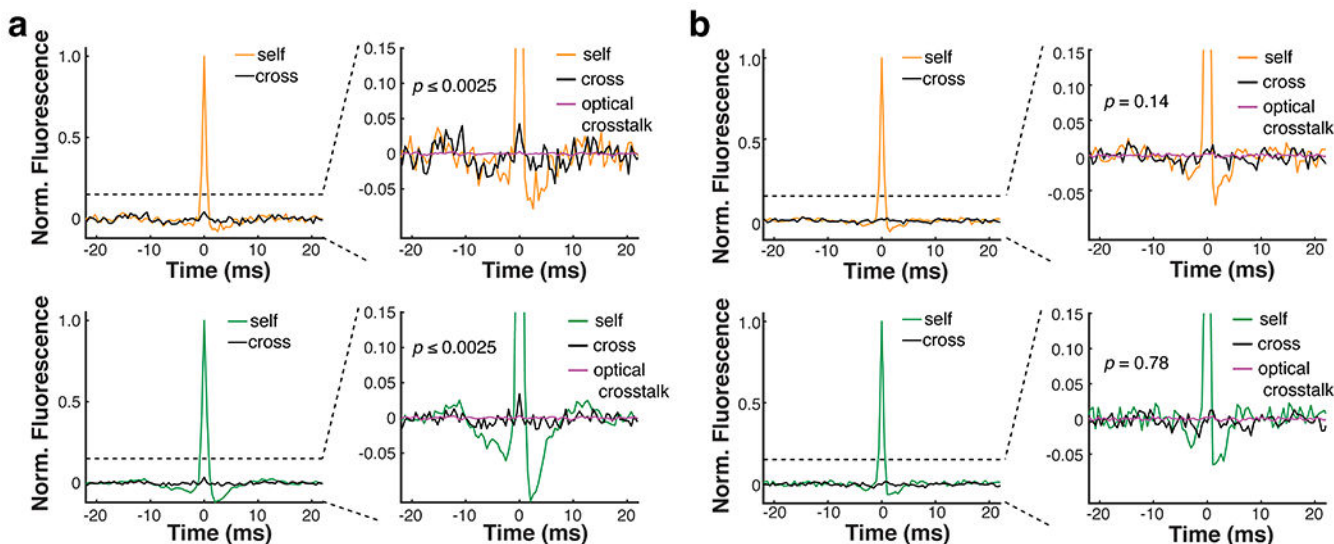 a
Norm. Fluorescence
1.0
0.5
0
self
cross
-20 -10 0 10 20
Time (ms)
0.15
0.10
0.05
0
-0.05
p ≤ 0.0025
self
cross
optical
crosstalk
-20 -10 0 10 20
Time (ms)
Norm. Fluorescence
1.0
0.5
0
self
cross
-20 -10 0 10 20
Time (ms)
0.15
0.10
0.05
0
-0.05
p ≤ 0.0025
self
cross
optical
crosstalk
-20 -10 0 10 20
Time (ms)
b
Norm. Fluorescence
1.0
0.5
0
self
cross
-20 -10 0 10 20
Time (ms)
0.15
0.10
0.05
0
-0.05
p = 0.14
self
cross
optical
crosstalk
-20 -10 0 10 20
Time (ms)
Norm. Fluorescence
1.0
0.5
0
self
cross
-20 -10 0 10 20
Time (ms)
0.15
0.10
0.05
0
-0.05
p = 0.78
self
cross
optical
crosstalk
-20 -10 0 10 20
Time (ms)